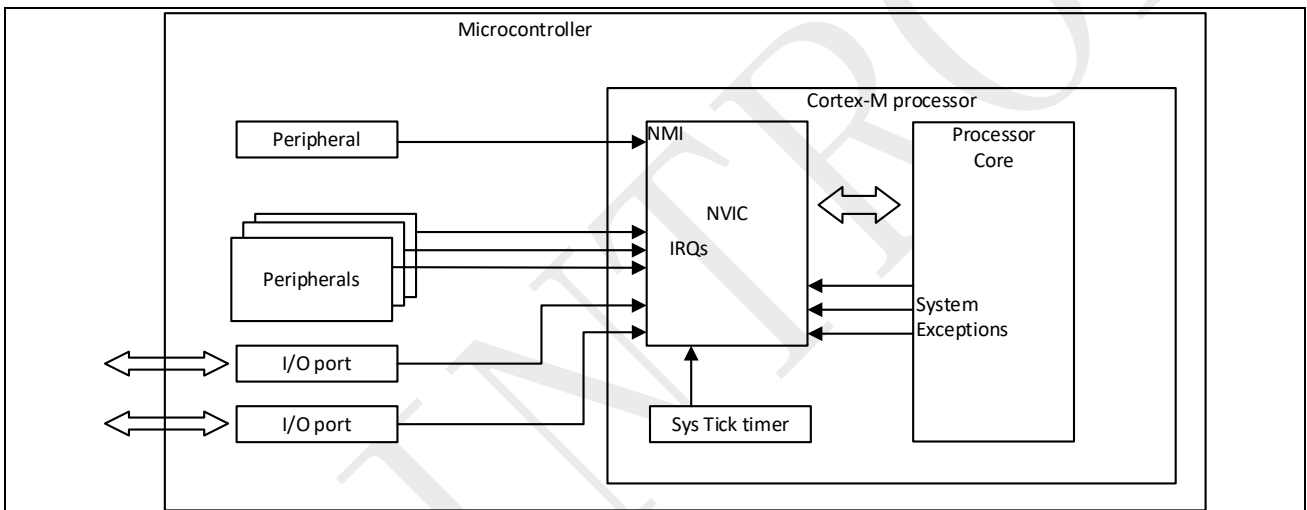 Microcontroller
Cortex-M processor
Peripheral
NMI
Processor
Core
NVIC
IRQs
Peripherals
System
Exceptions
I/O port
I/O port
Sys Tick timer